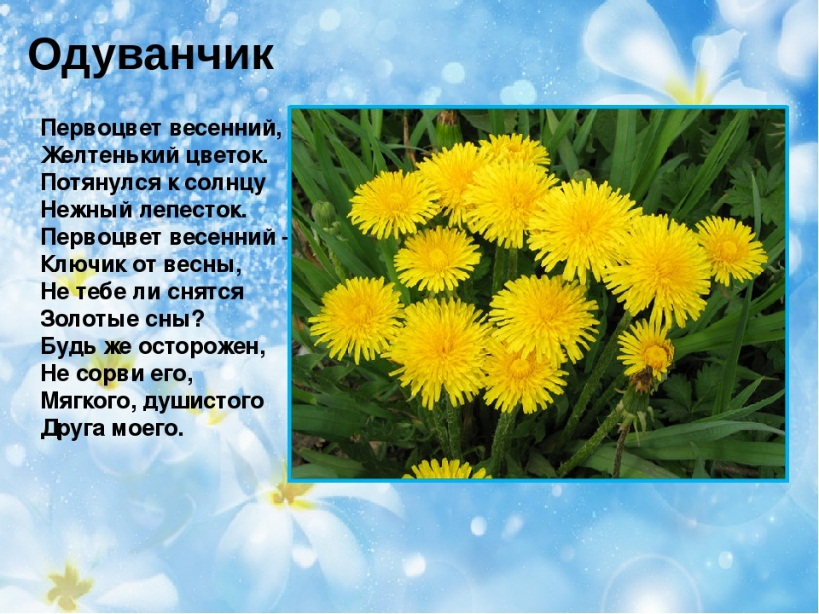 Одуванчик
Первоцвет весенний,
Желтенький цветок.
Потянулся к солнцу
Нежный лепесток.
Первоцвет весенний -
Ключик от весны,
Не тебе ли снятся
Золотые сны?
Будь же осторожен,
Не сорви его,
Мягкого, душистого
Друга моего.